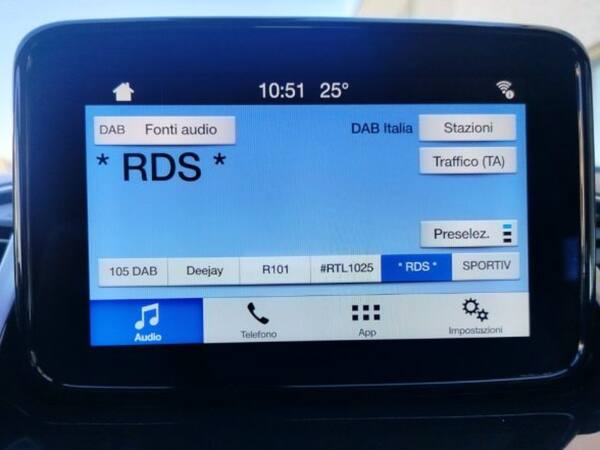 10:51 25°
DAB Fonti audio
DAB Italia
Stazioni
* RDS *
Traffico (TA)
Preselez.
105 DAB
Deejay
R101
#RTL1025
* RDS *
SPORTIV
Audio
Telefono
App
Impostazioni